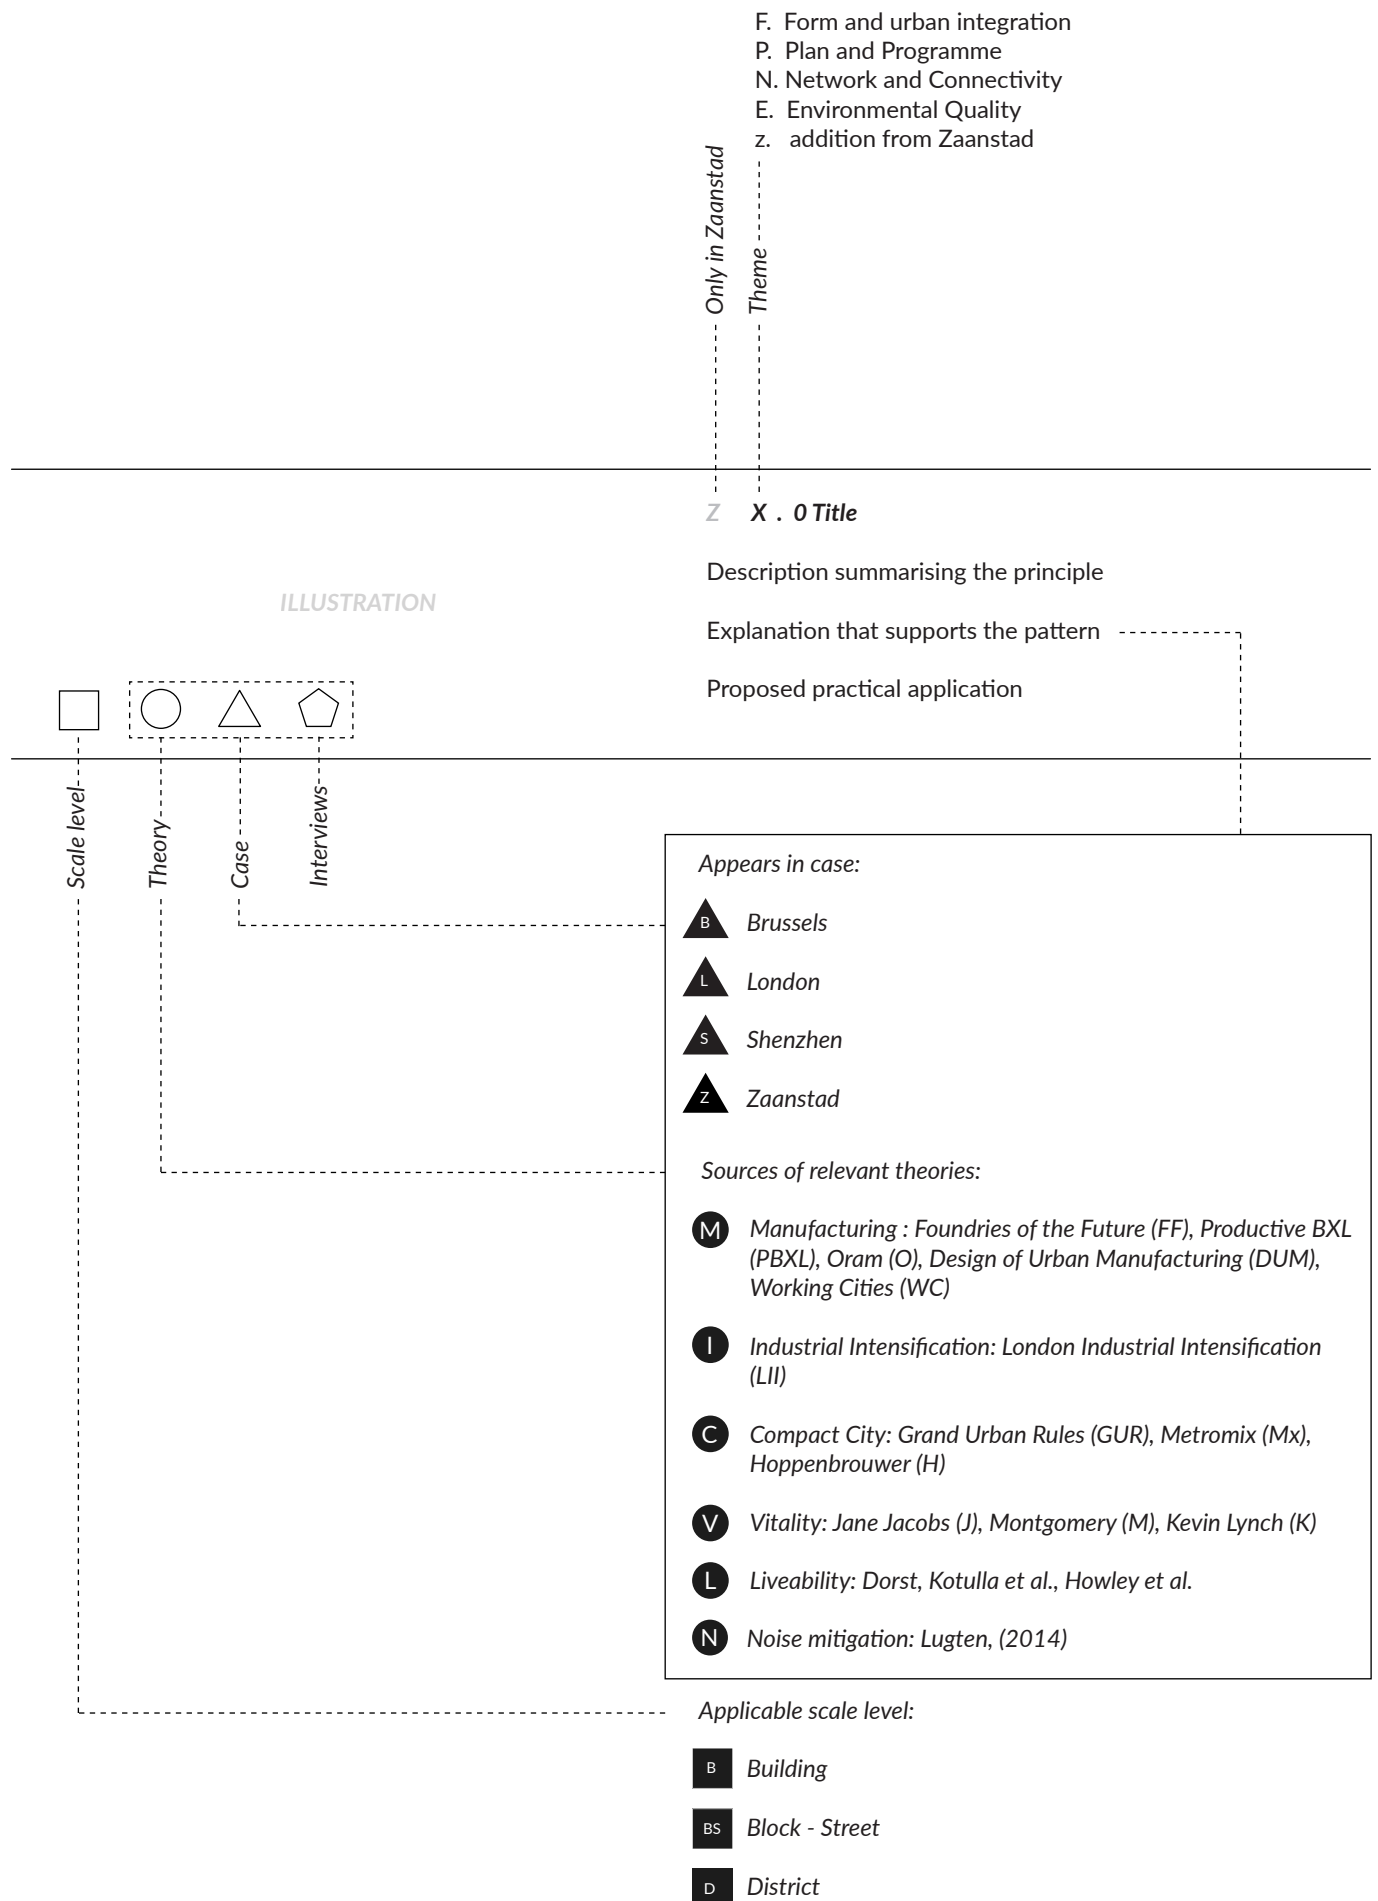 F. Form and urban integration
P. Plan and Programme
N. Network and Connectivity
E. Environmental Quality
z. addition from Zaanstad
Only in Zaanstad
Theme
Z X . 0 Title
Description summarising the principle
ILLUSTRATION
Explanation that supports the pattern
Proposed practical application
Scale level
Theory
Case
Interviews
Appears in case:
B Brussels
L London
S Shenzhen
Z Zaanstad
Sources of relevant theories:
M Manufacturing : Foundries of the Future (FF), Productive BXL
(PBXL), Oram (O), Design of Urban Manufacturing (DUM),
Working Cities (WC)
I Industrial Intensification: London Industrial Intensification
(LII)
C Compact City: Grand Urban Rules (GUR), Metromix (Mx),
Hoppenbrouwer (H)
V Vitality: Jane Jacobs (J), Montgomery (M), Kevin Lynch (K)
L Liveability: Dorst, Kotulla et al., Howley et al.
N Noise mitigation: Lugten, (2014)
Applicable scale level:
B Building
BS Block - Street
D District